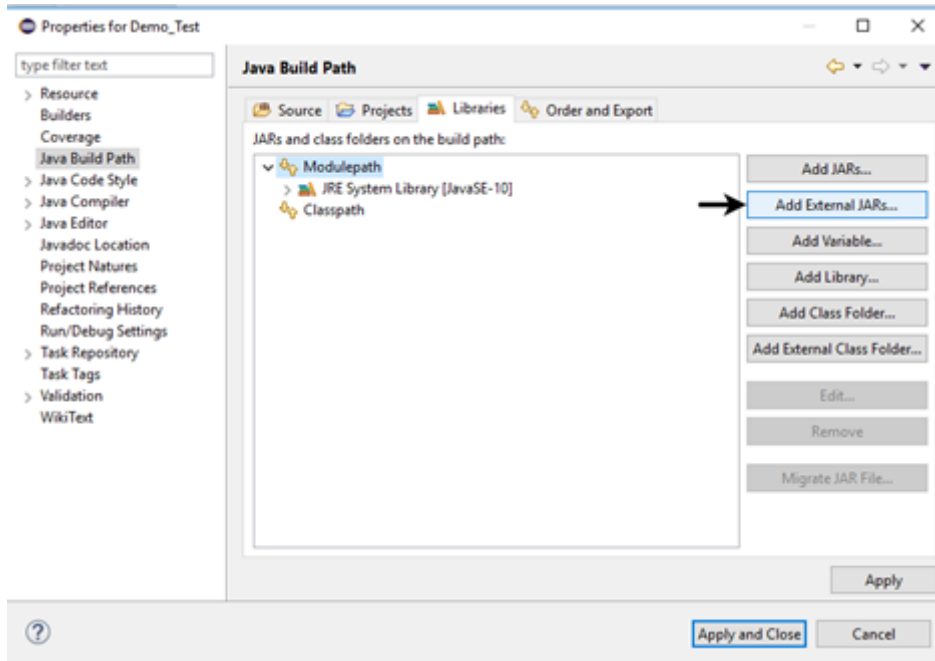 Properties for Demo_Test
type filter text
Resource
Builders
Coverage
Java Build Path
Java Code Style
Java Compiler
Java Editor
Javadoc Location
Project Natures
Project References
Refactoring History
Run/Debug Settings
Task Repository
Task Tags
Validation
WikiText
Java Build Path
Source Projects Libraries Order and Export
JARs and class folders on the build path:
Modulepath
JRE System Library [JavaSE-10]
Classpath
Add JARs...
Add External JARs...
Add Variable...
Add Library...
Add Class Folder...
Add External Class Folder...
Edit...
Remove
Migrate JAR File...
Apply
?
Apply and Close Cancel